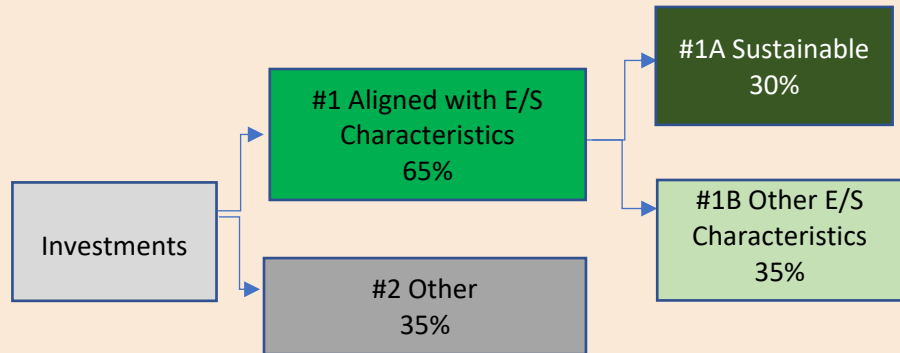 Investments
#1 Aligned with E/S
Characteristics
65%
#2 Other
35%
#1A Sustainable
30%
#1B Other E/S
Characteristics
35%